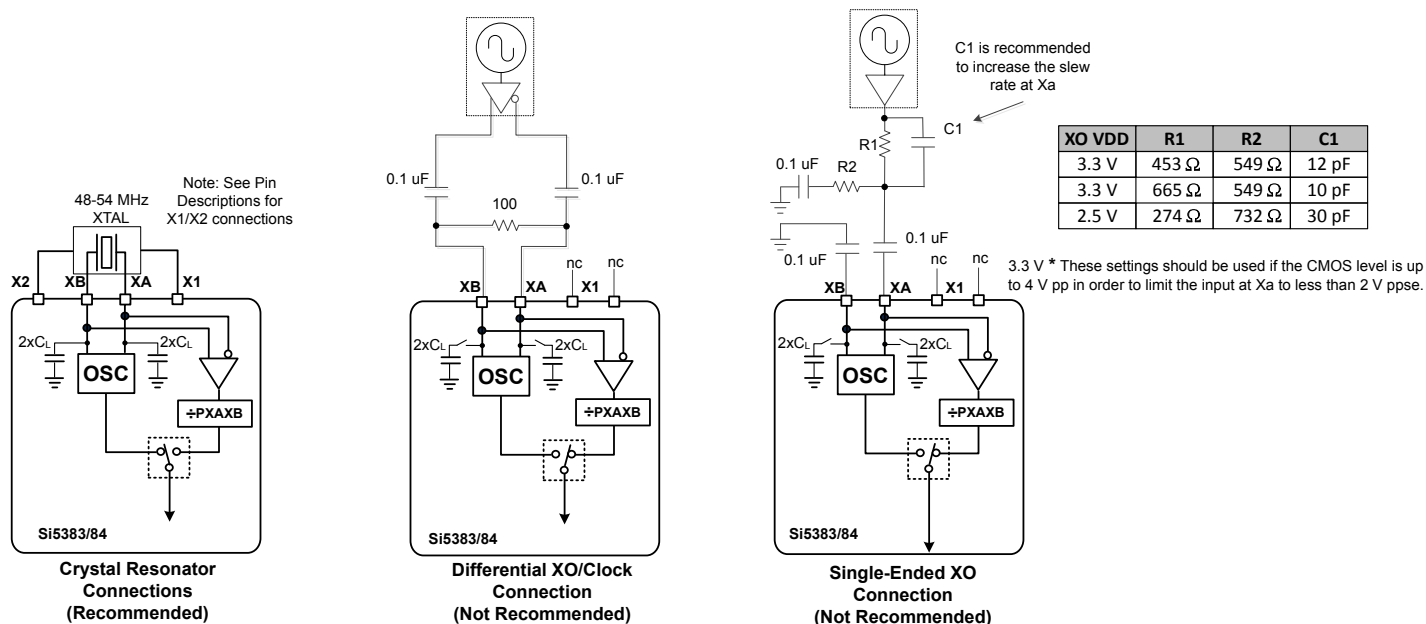 48-54 MHz
XTAL
Note: See Pin
Descriptions for
X1/X2 connections
X2
XB
XA
X1
2xCL
2xCL
OSC
÷PXAXB
Si5383/84
Crystal Resonator
Connections
(Recommended)
0.1 uF
0.1 uF
100
nc
nc
XB
XA
X1
2xCL
2xCL
OSC
÷PXAXB
Si5383/84
Differential XO/Clock
Connection
(Not Recommended)
C1 is recommended
to increase the slew
rate at Xa
C1
R1
0.1 uF
R2
0.1 uF
0.1 uF
nc
nc
XB
XA
X1
2xCL
2xCL
OSC
÷PXAXB
Si5383/84
Single-Ended XO
Connection
(Not Recommended)
XO VDD R1 R2 C1
3.3 V 453 Ω 549 Ω 12 pF
3.3 V 665 Ω 549 Ω 10 pF
2.5 V 274 Ω 732 Ω 30 pF
3.3 V * These settings should be used if the CMOS level is up
to 4 V pp in order to limit the input at Xa to less than 2 V ppse.